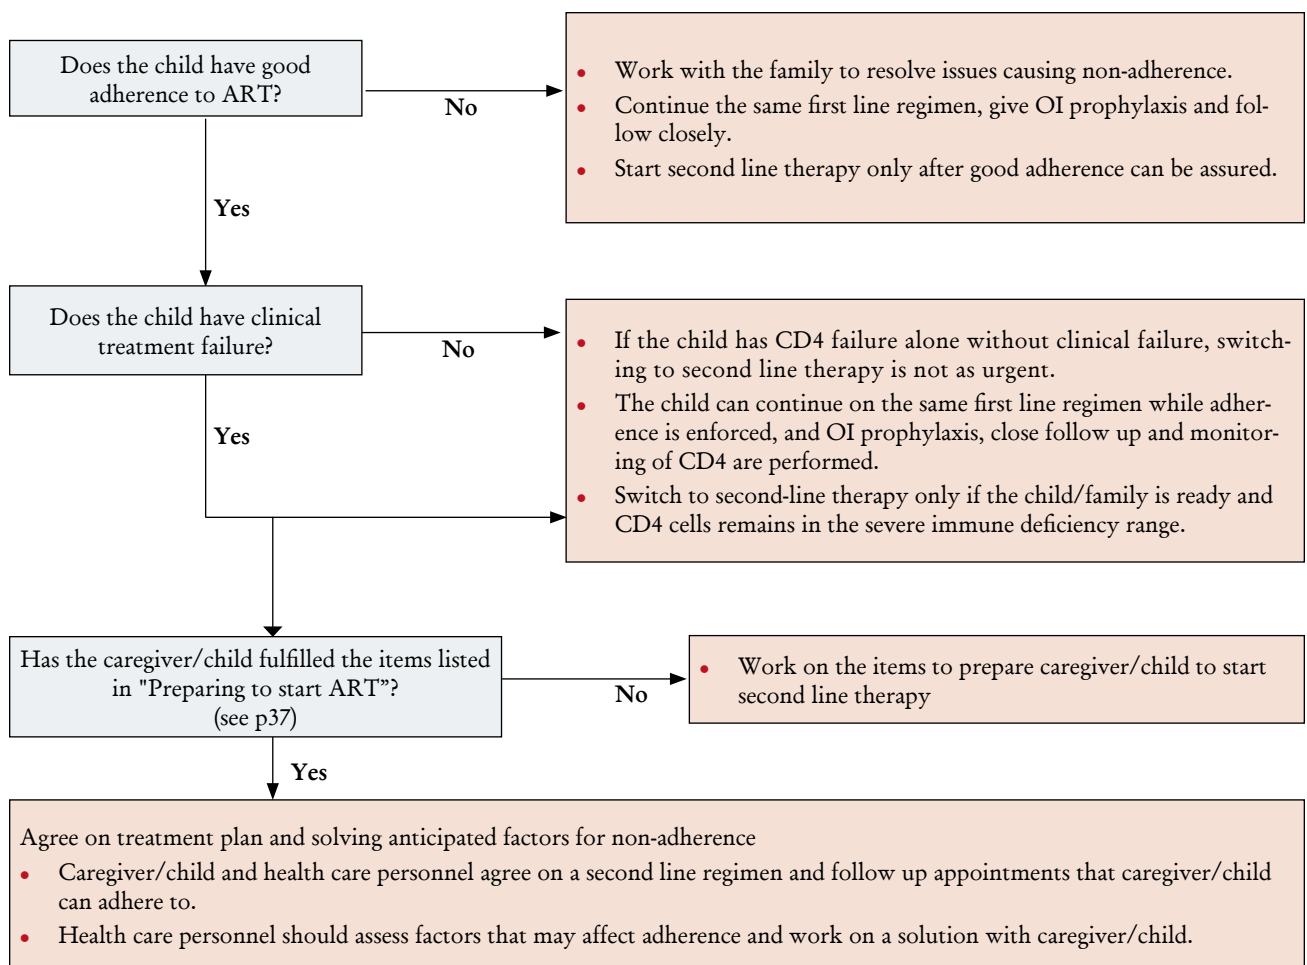 Does the child have good
adherence to ART?
No
• Work with the family to resolve issues causing non-adherence.
• Continue the same first line regimen, give OI prophylaxis and fol-
low closely.
• Start second line therapy only after good adherence can be assured.
Yes
Does the child have clinical
treatment failure?
No
• If the child has CD4 failure alone without clinical failure, switch-
ing to second line therapy is not as urgent.
• The child can continue on the same first line regimen while adher-
ence is enforced, and OI prophylaxis, close follow up and monitor-
ing of CD4 are performed.
• Switch to second-line therapy only if the child/family is ready and
CD4 cells remains in the severe immune deficiency range.
Yes
Has the caregiver/child fulfilled the items listed
in "Preparing to start ART”?
(see p37)
No
• Work on the items to prepare caregiver/child to start
second line therapy
Yes
Agree on treatment plan and solving anticipated factors for non-adherence
• Caregiver/child and health care personnel agree on a second line regimen and follow up appointments that caregiver/child
can adhere to.
• Health care personnel should assess factors that may affect adherence and work on a solution with caregiver/child.